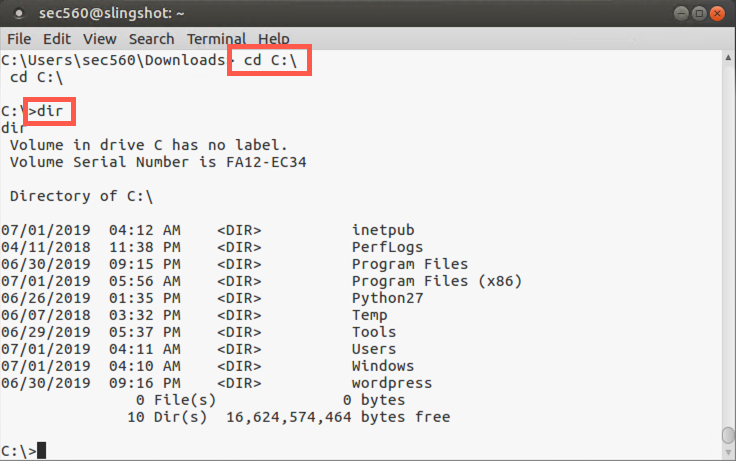 sec560@slingshot: ~
File Edit View Search Terminal Help
C:\Users\sec560\Downloads> cd C:\
 cd C:\
C:\>dir
dir
 Volume in drive C has no label.
 Volume Serial Number is FA12-EC34
 Directory of C:\
07/01/2019  04:12 AM    <DIR>          inetpub
04/11/2018  11:38 PM    <DIR>          PerfLogs
06/30/2019  09:15 PM    <DIR>          Program Files
07/01/2019  05:56 AM    <DIR>          Program Files (x86)
06/26/2019  01:35 PM    <DIR>          Python27
06/07/2018  03:32 PM    <DIR>          Temp
06/29/2019  05:37 PM    <DIR>          Tools
07/01/2019  04:11 AM    <DIR>          Users
07/01/2019  04:10 AM    <DIR>          Windows
06/30/2019  09:16 PM    <DIR>          wordpress
               0 File(s)              0 bytes
              10 Dir(s)  16,624,574,464 bytes free
C:\>